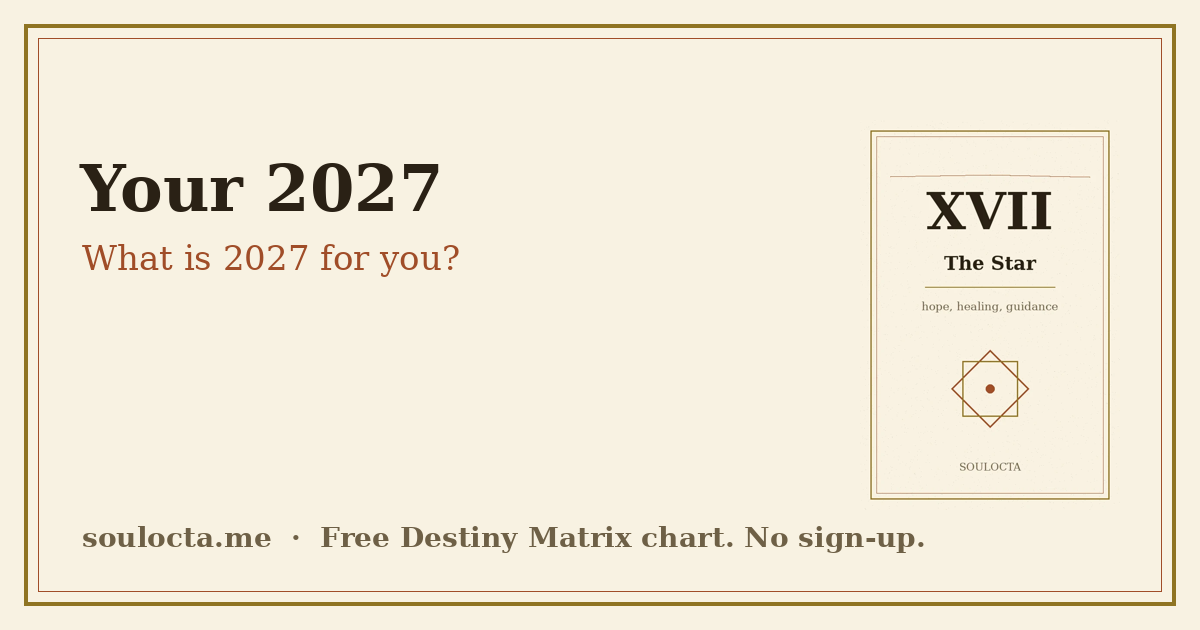 Your 2027
What is 2027 for you?
XVII
The Star
hope, healing, guidance
SOULOCTA
soulocta.me · Free Destiny Matrix chart. No sign-up.